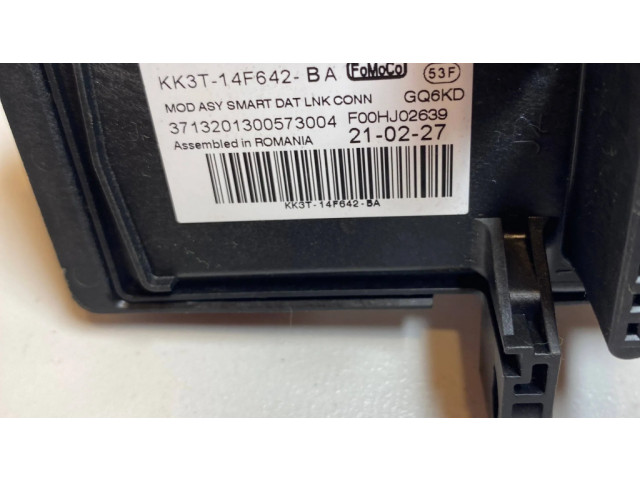 KK3T-14F642- BA FoMoCo 53F
MOD ASY SMART DAT LNK CONN GQ6KD
3713201300573004 F00HJ02639
Assembled in ROMANIA 21-02-27
KK3T-14F642-BA